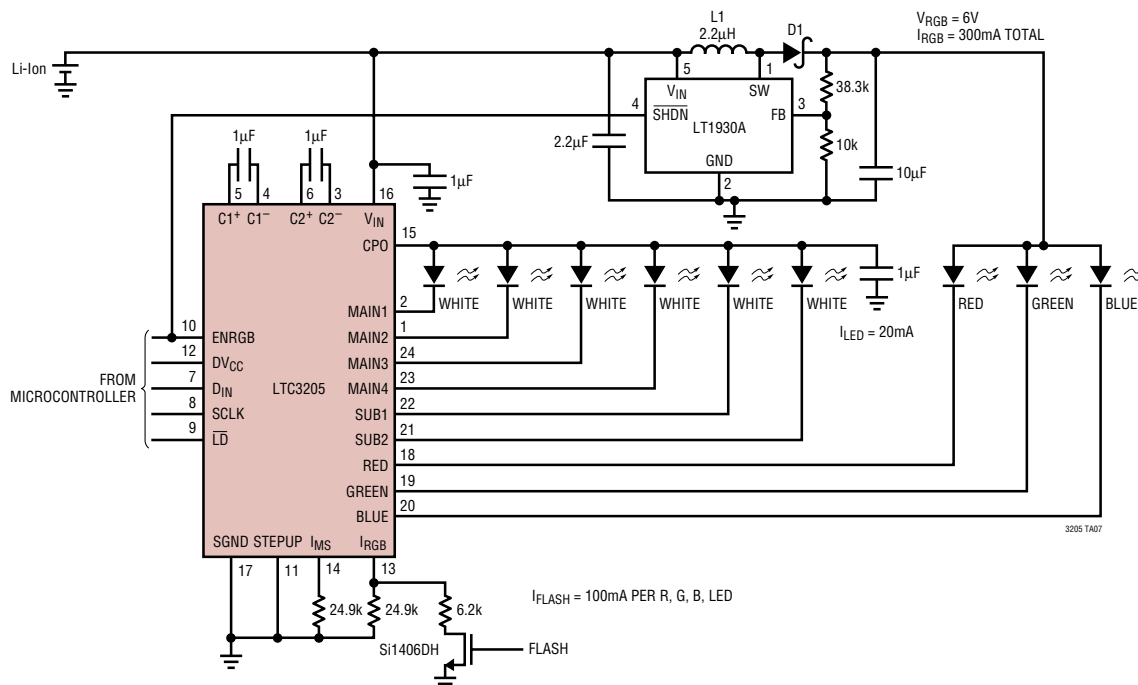 L1
2.2µH
D1
V_RGB = 6V
I_RGB = 300mA TOTAL
Li-Ion
5
1
V_IN
SW
4
SHDN
LT1930A
FB
3
38.3k
2.2µF
GND
2
10k
10µF
1µF
1µF
5
4
6
3
16
1µF
C1+
C1−
C2+
C2−
V_IN
CPO
15
WHITE
WHITE
WHITE
WHITE
WHITE
WHITE
1µF
RED
GREEN
BLUE
I_LED = 20mA
MAIN1
2
MAIN2
1
MAIN3
24
MAIN4
23
SUB1
22
SUB2
21
RED
18
GREEN
19
BLUE
20
LTC3205
FROM
MICROCONTROLLER
10
ENRGB
12
DV_CC
7
D_IN
8
SCLK
9
LD
3205 TA07
SGND
STEPUP
I_MS
I_RGB
17
11
14
13
24.9k
24.9k
6.2k
I_FLASH = 100mA PER R, G, B, LED
Si1406DH
FLASH